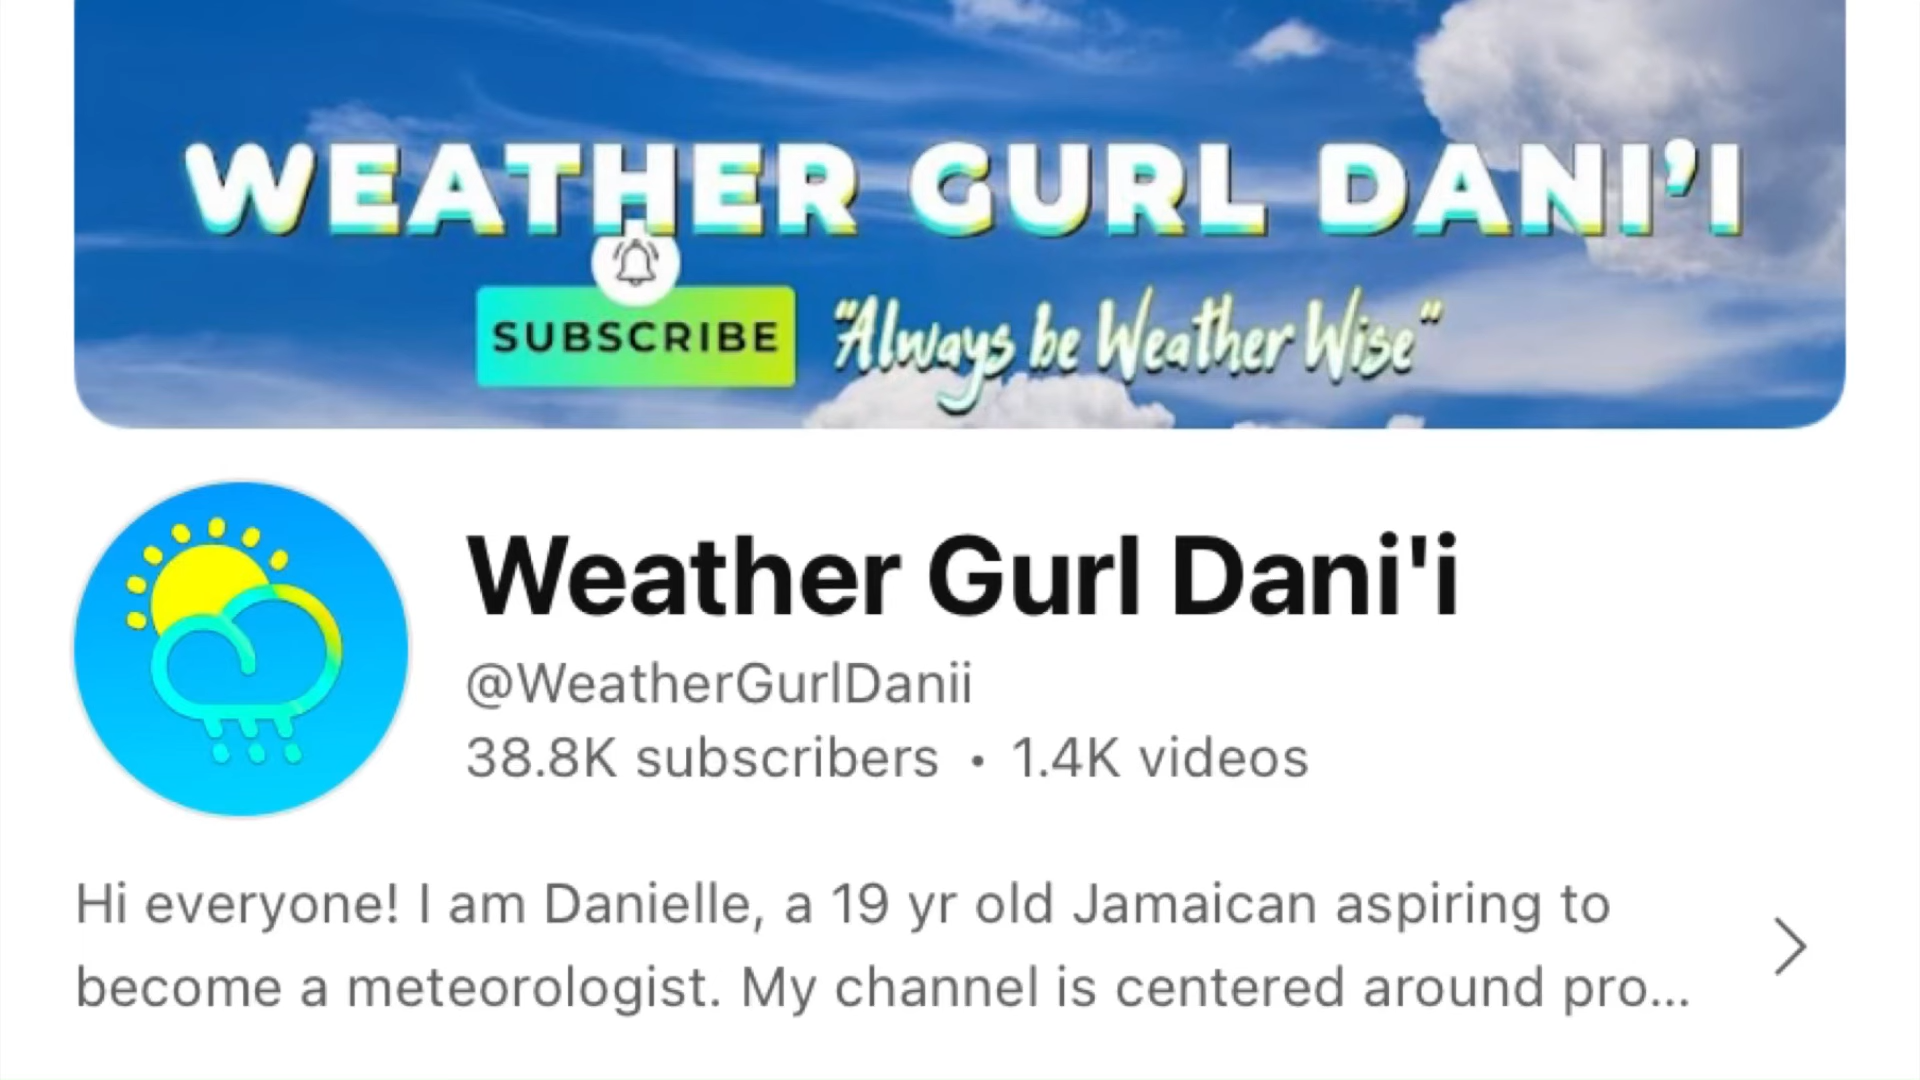 WEATHER GURL DANI’I
SUBSCRIBE
"Always be Weather Wise"
Weather Gurl Dani'i
@WeatherGurlDanii
38.8K subscribers • 1.4K videos
Hi everyone! I am Danielle, a 19 yr old Jamaican aspiring to
become a meteorologist. My channel is centered around pro...